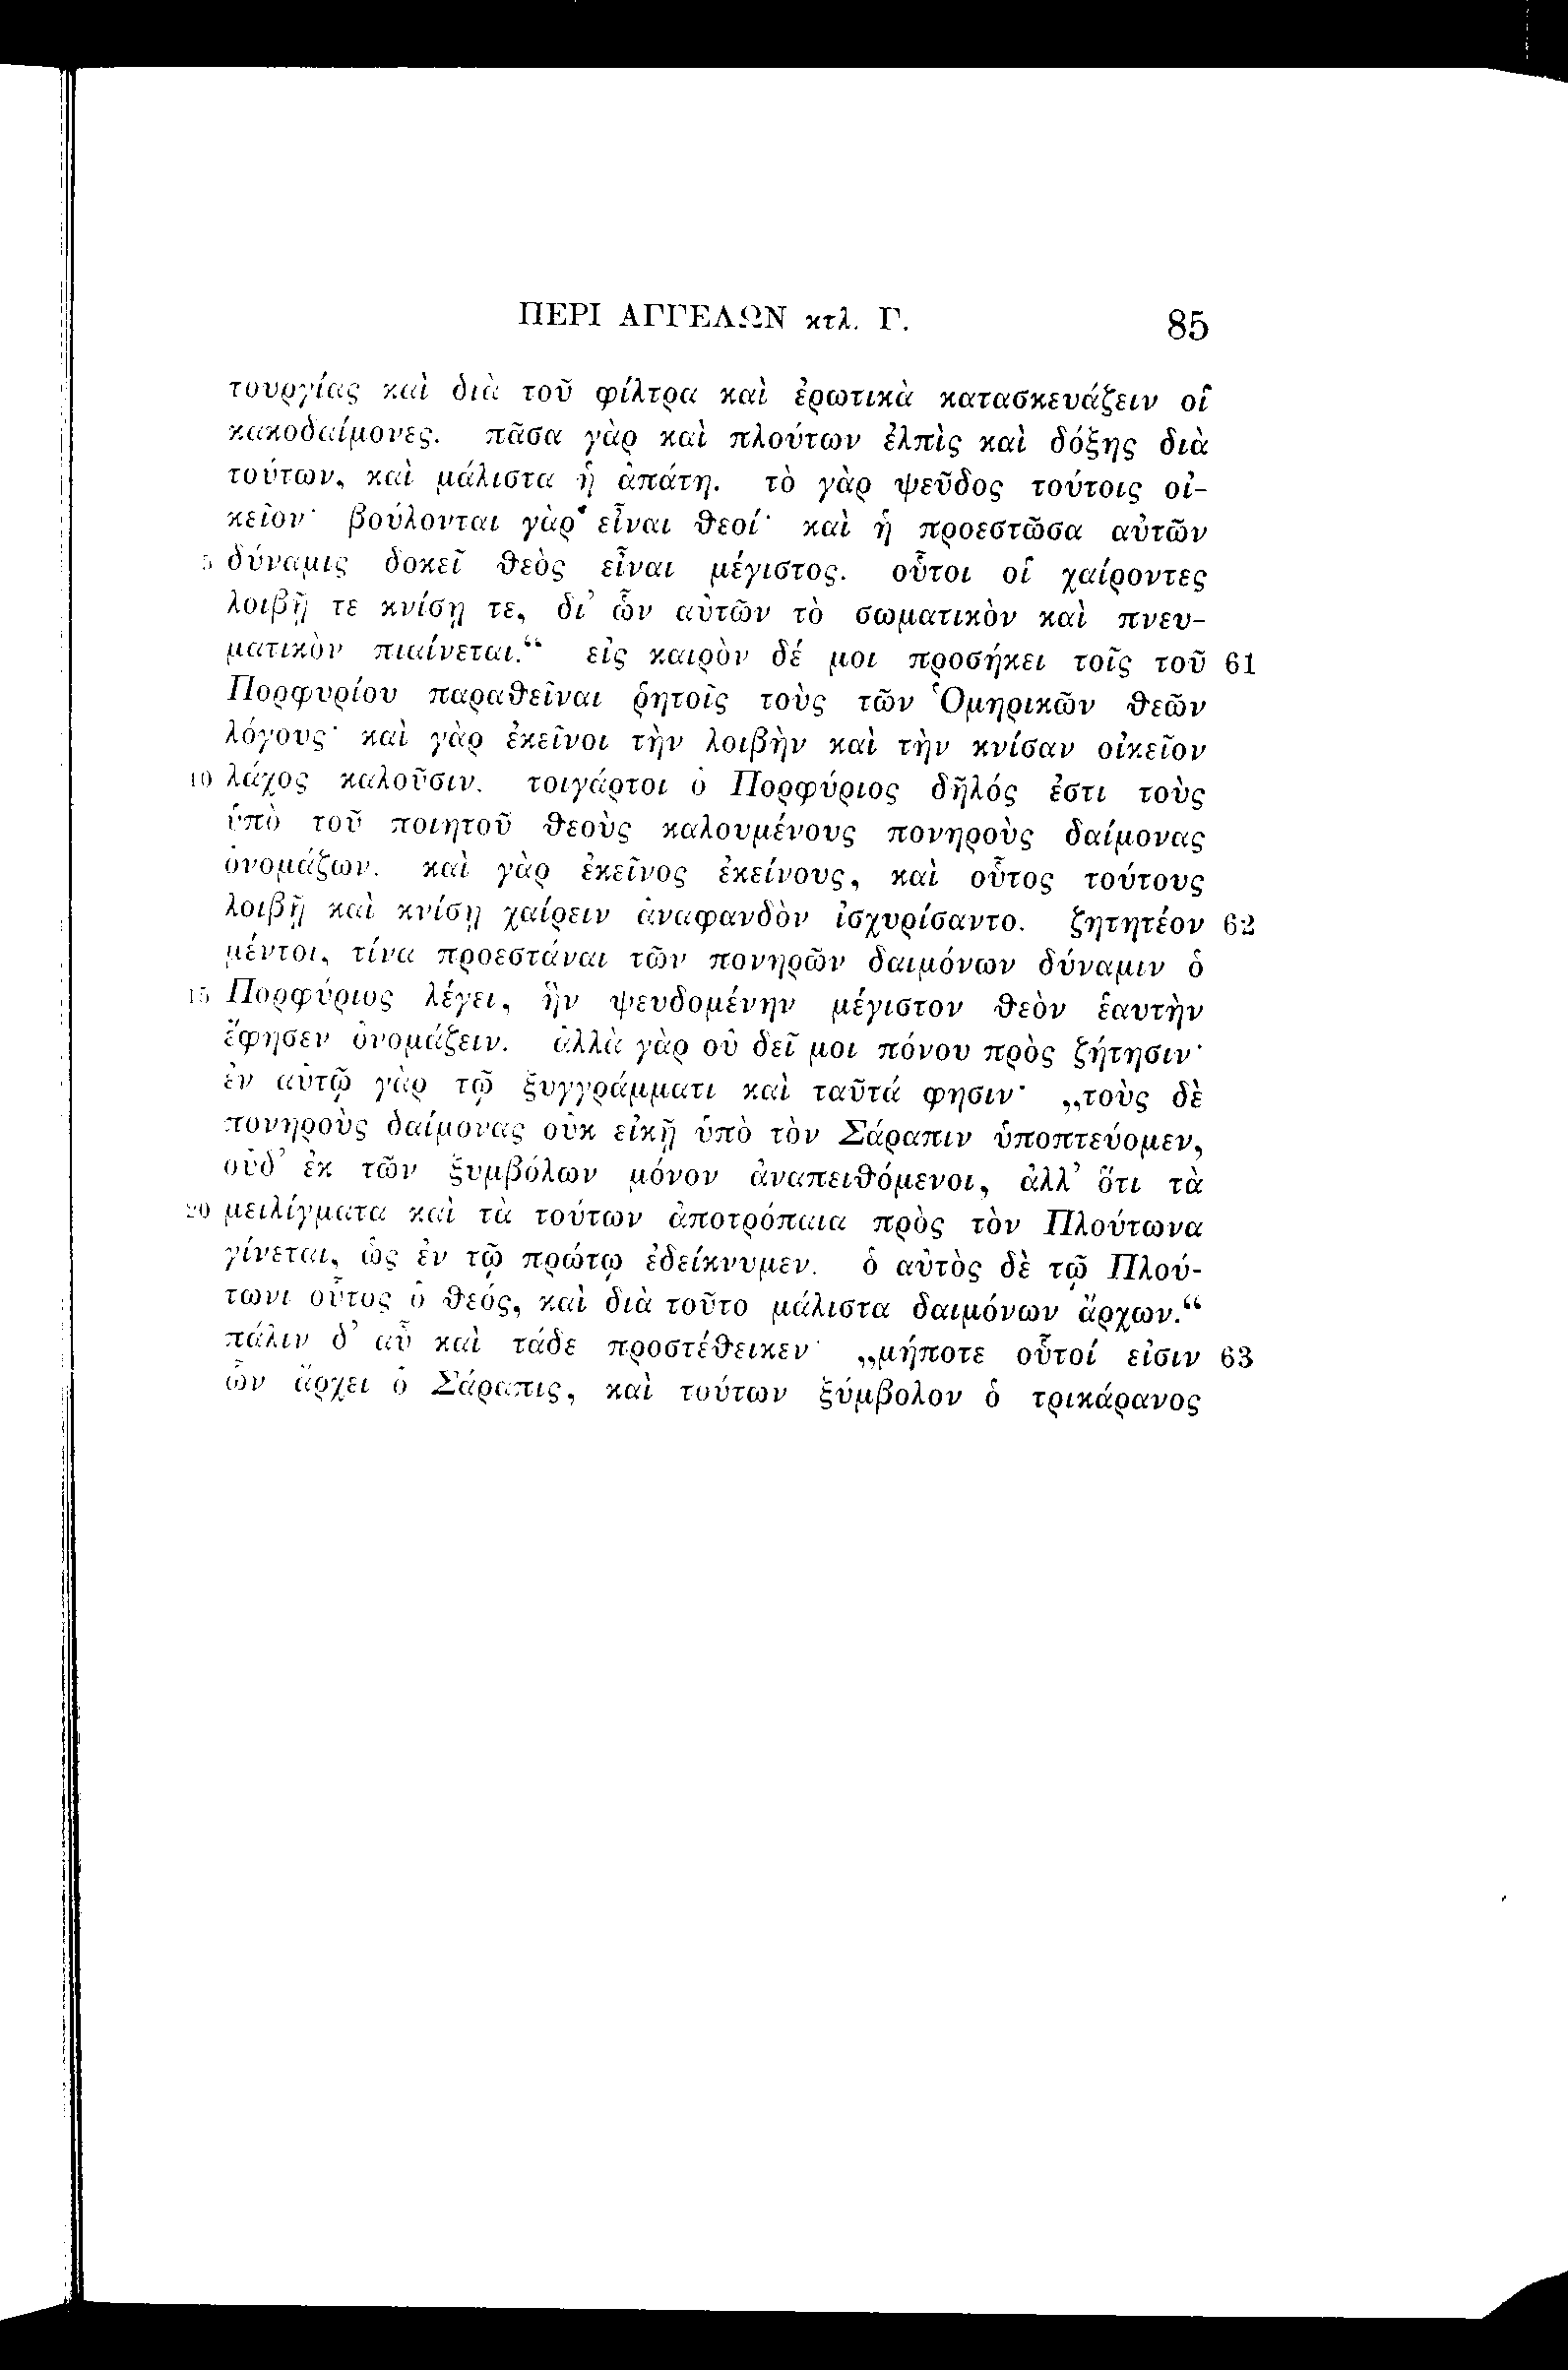 ΠΕΡΙ ΑΓΓΕΛΩΝ κτλ. Γ. 85
τουργίας καὶ διὰ τοῦ φίλτρα καὶ ἐρωτικὰ κατασκευάζειν οἱ
κακοδαίμονες. πᾶσα γὰρ καὶ πλούτων ἐλπὶς καὶ δόξης διὰ
τούτων, καὶ μάλιστα ἡ ἀπάτη. τὸ γὰρ ψεῦδος τούτοις οἰ-
κεῖον· βούλονται γὰρ εἶναι θεοί· καὶ ἡ προεστῶσα αὐτῶν
5 δύναμις δοκεῖ θεὸς εἶναι μέγιστος. οὗτοι οἱ χαίροντες
λοιβῇ τε κνίσῃ τε, δι’ ὧν αὐτῶν τὸ σωματικὸν καὶ πνευ-
ματικὸν πιαίνεται.“ εἰς καιρὸν δέ μοι προσήκει τοῖς τοῦ 61
Πορφυρίου παραθεῖναι ῥητοῖς τοὺς τῶν Ὁμηρικῶν θεῶν
λόγους· καὶ γὰρ ἐκεῖνοι τὴν λοιβὴν καὶ τὴν κνίσαν οἰκεῖον
10 λάχος καλοῦσιν. τοιγάρτοι ὁ Πορφύριος δῆλός ἐστι τοὺς
ὑπὸ τοῦ ποιητοῦ θεοὺς καλουμένους πονηροὺς δαίμονας
ὀνομάζων. καὶ γὰρ ἐκεῖνος ἐκείνους, καὶ οὗτος τούτους
λοιβῇ καὶ κνίσῃ χαίρειν ἀναφανδὸν ἰσχυρίσαντο. ζητητέον 62
μέντοι, τίνα προεστάναι τῶν πονηρῶν δαιμόνων δύναμιν ὁ
15 Πορφύριος λέγει, ἣν ψευδομένην μέγιστον θεὸν ἑαυτὴν
ἔφησεν ὀνομάζειν. ἀλλὰ γὰρ οὐ δεῖ μοι πόνου πρὸς ζήτησιν·
ἐν αὐτῷ γὰρ τῷ ξυγγράμματι καὶ ταῦτά φησιν· „τοὺς δὲ
πονηροὺς δαίμονας οὐκ εἰκῇ ὑπὸ τὸν Σάραπιν ὑποπτεύομεν,
οὐδ’ ἐκ τῶν ξυμβόλων μόνον ἀναπειθόμενοι, ἀλλ’ ὅτι τὰ
20 μειλίγματα καὶ τὰ τούτων ἀποτρόπαια πρὸς τὸν Πλούτωνα
γίνεται, ὡς ἐν τῷ πρώτῳ ἐδείκνυμεν. ὁ αὐτὸς δὲ τῷ Πλού-
τωνι οὗτος ὁ θεός, καὶ διὰ τοῦτο μάλιστα δαιμόνων ἄρχων.“
πάλιν δ’ αὖ καὶ τάδε προστέθεικεν· „μήποτε οὗτοί εἰσιν 63
ὧν ἄρχει ὁ Σάραπις, καὶ τούτων ξύμβολον ὁ τρικάρανος